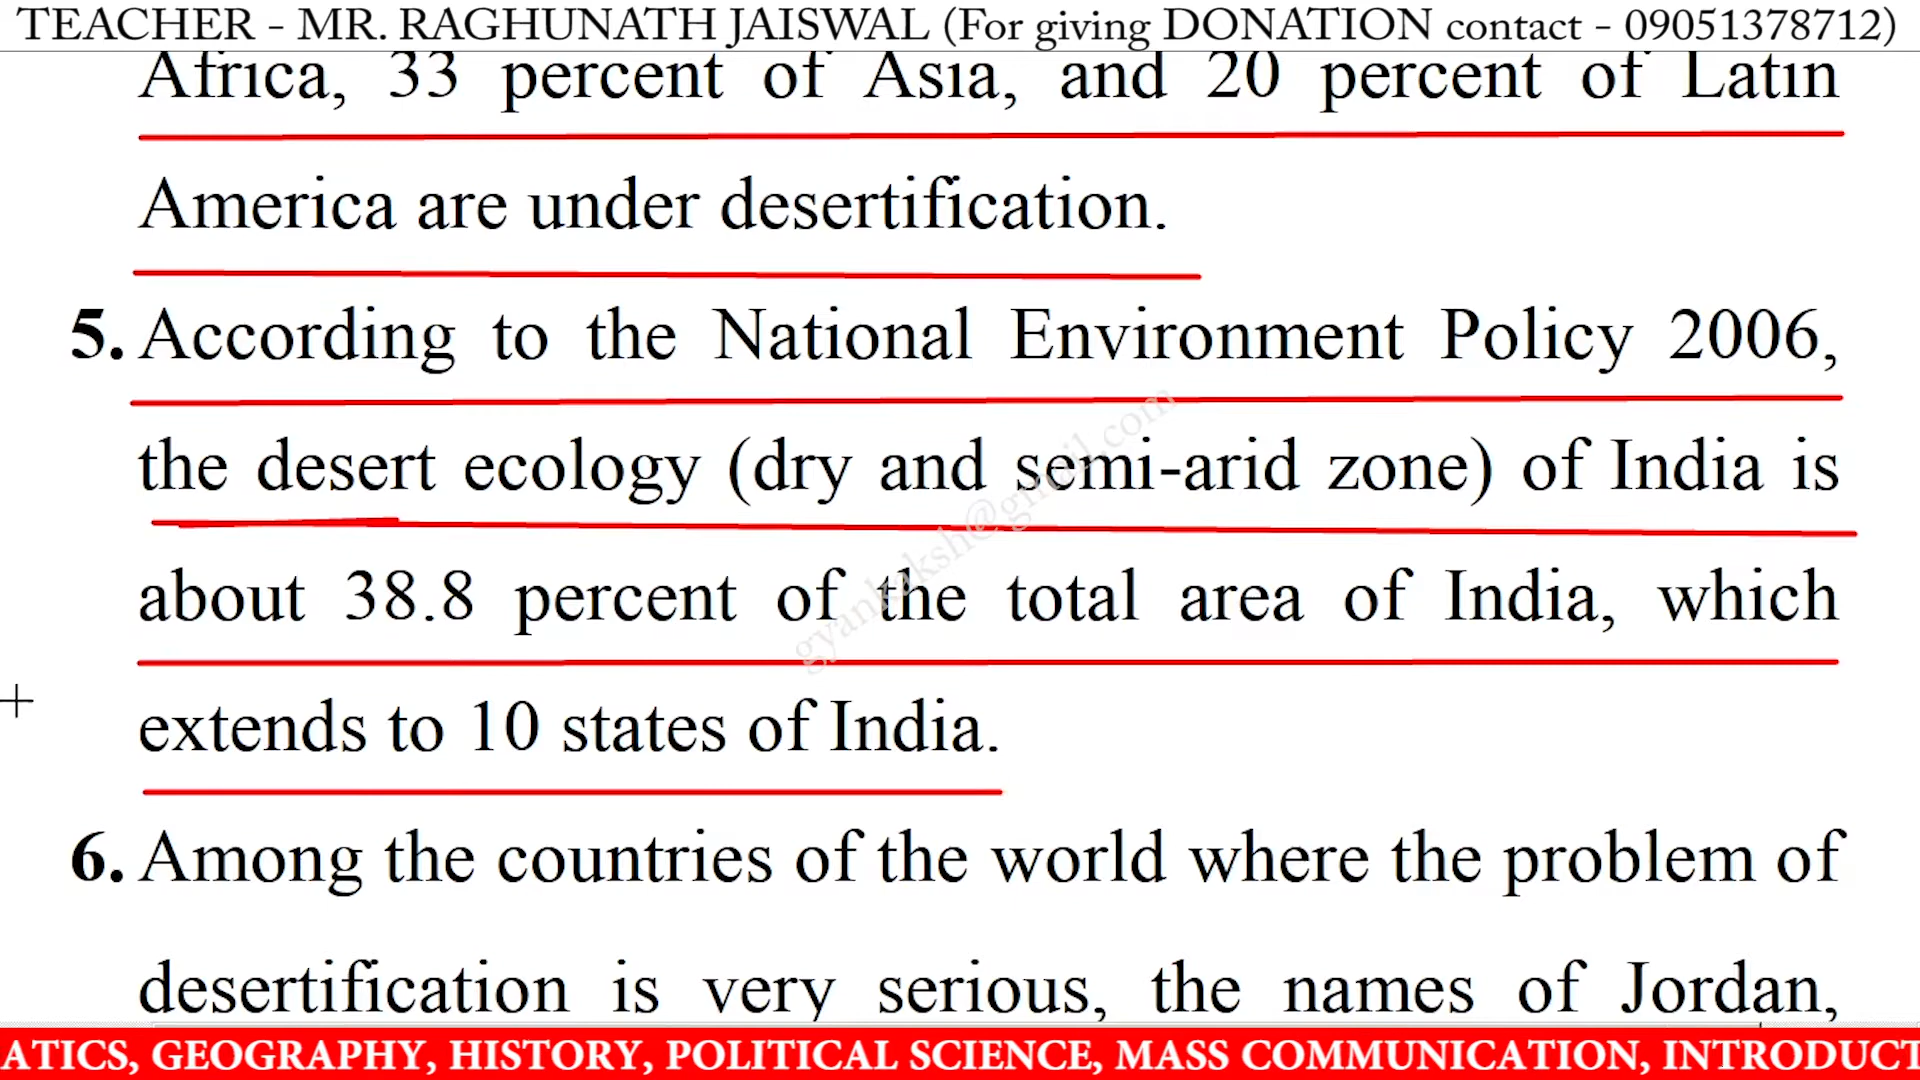 TEACHER - MR. RAGHUNATH JAISWAL (For giving DONATION contact - 09051378712)
Africa, 33 percent of Asia, and 20 percent of Latin
America are under desertification.
5. According to the National Environment Policy 2006,
the desert ecology (dry and semi-arid zone) of India is
about 38.8 percent of the total area of India, which
extends to 10 states of India.
6. Among the countries of the world where the problem of
desertification is very serious, the names of Jordan,
gyankaksh@gmail.com
ATICS, GEOGRAPHY, HISTORY, POLITICAL SCIENCE, MASS COMMUNICATION, INTRODUCT